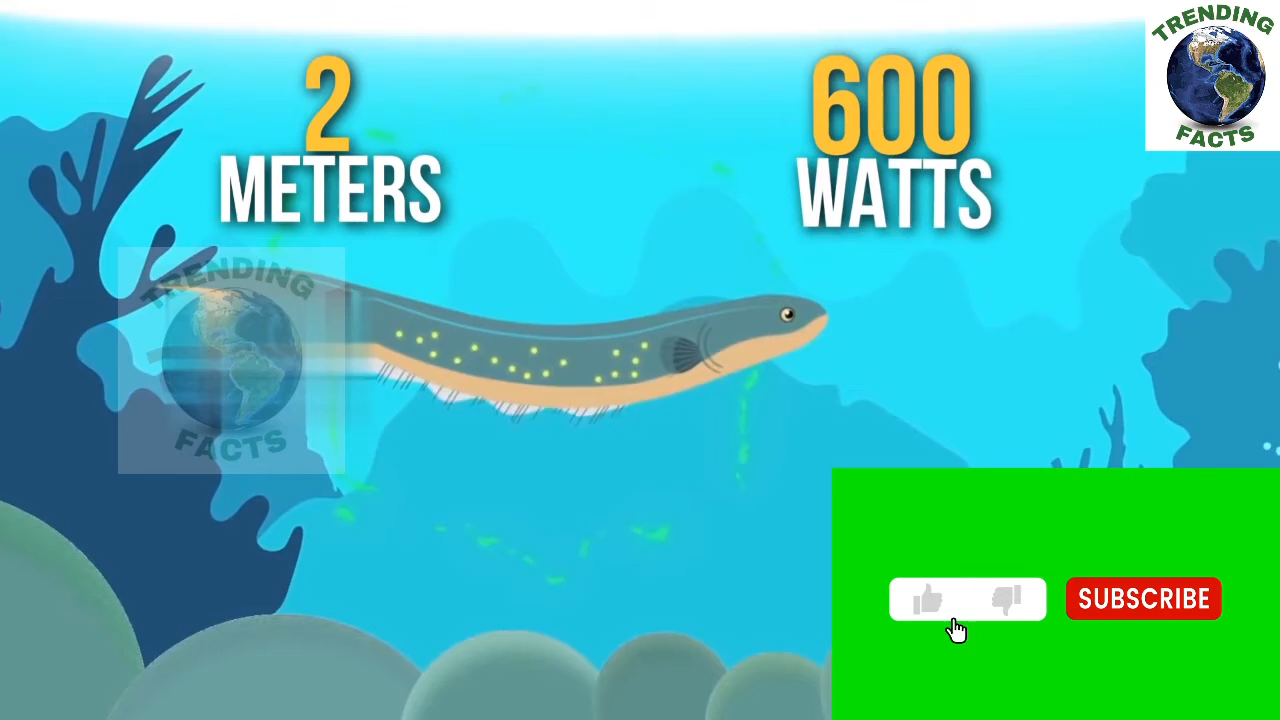 2
METERS
600
WATTS
TRENDING
FACTS
TRENDING
FACTS
SUBSCRIBE